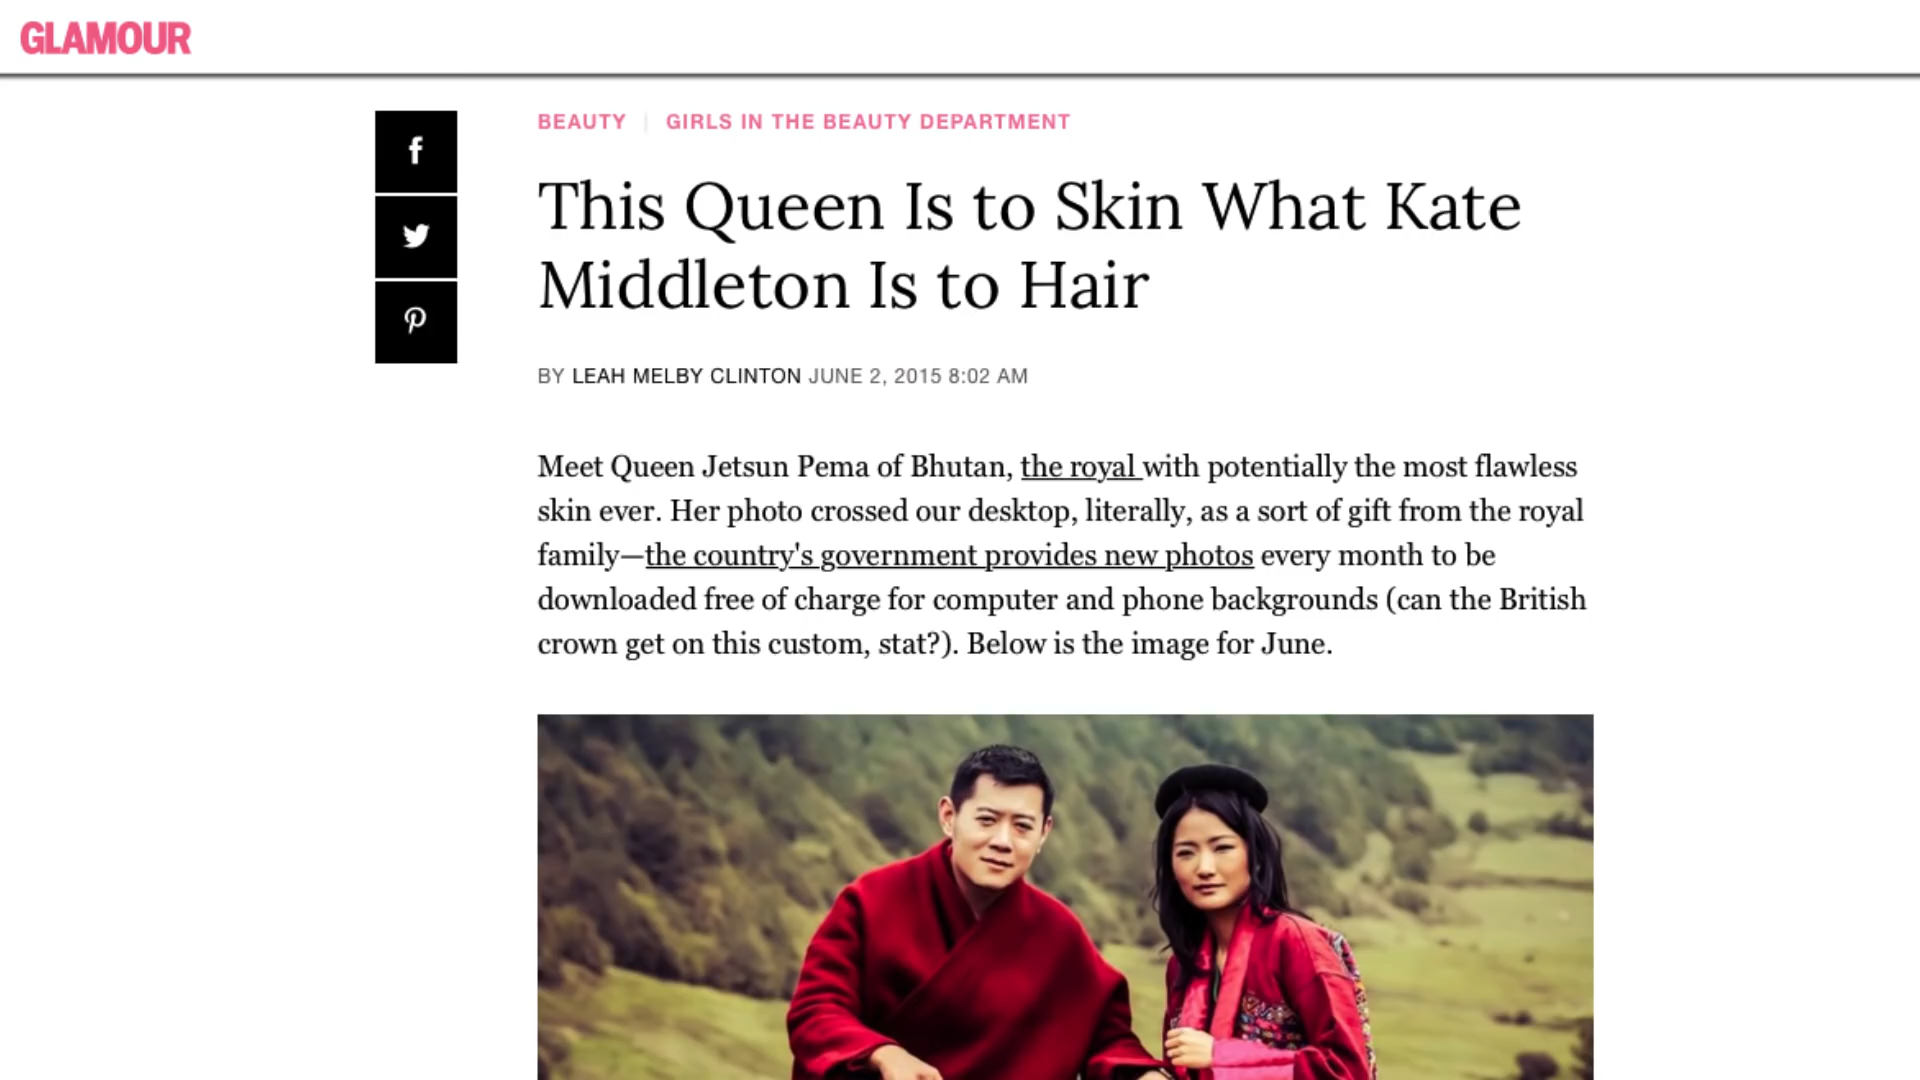 GLAMOUR
BEAUTY | GIRLS IN THE BEAUTY DEPARTMENT
This Queen Is to Skin What Kate
Middleton Is to Hair
BY LEAH MELBY CLINTON JUNE 2, 2015 8:02 AM
Meet Queen Jetsun Pema of Bhutan, the royal with potentially the most flawless
skin ever. Her photo crossed our desktop, literally, as a sort of gift from the royal
family—the country's government provides new photos every month to be
downloaded free of charge for computer and phone backgrounds (can the British
crown get on this custom, stat?). Below is the image for June.